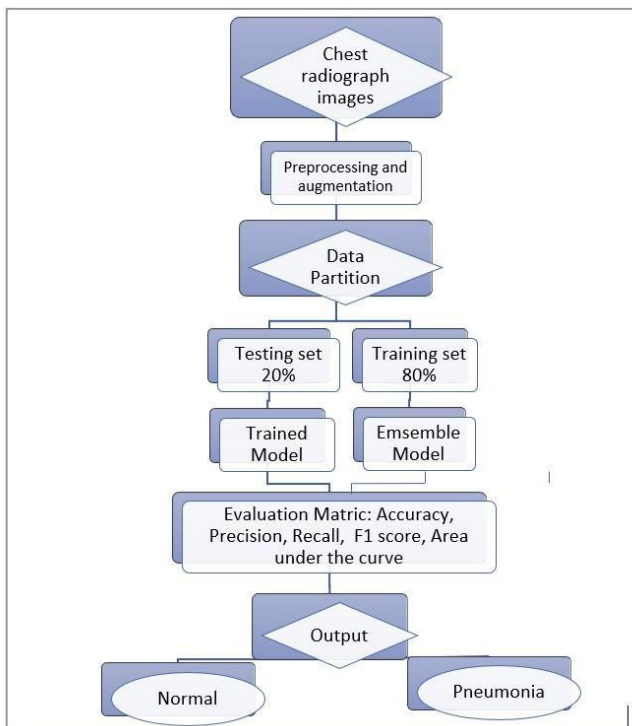 Chest
radiograph
images
Preprocessing and
augmentation
Data
Partition
Testing set
20%
Training set
80%
Trained
Model
Emsemble
Model
Evaluation Matric: Accuracy,
Precision, Recall, F1 score, Area
under the curve
Output
Normal
Pneumonia